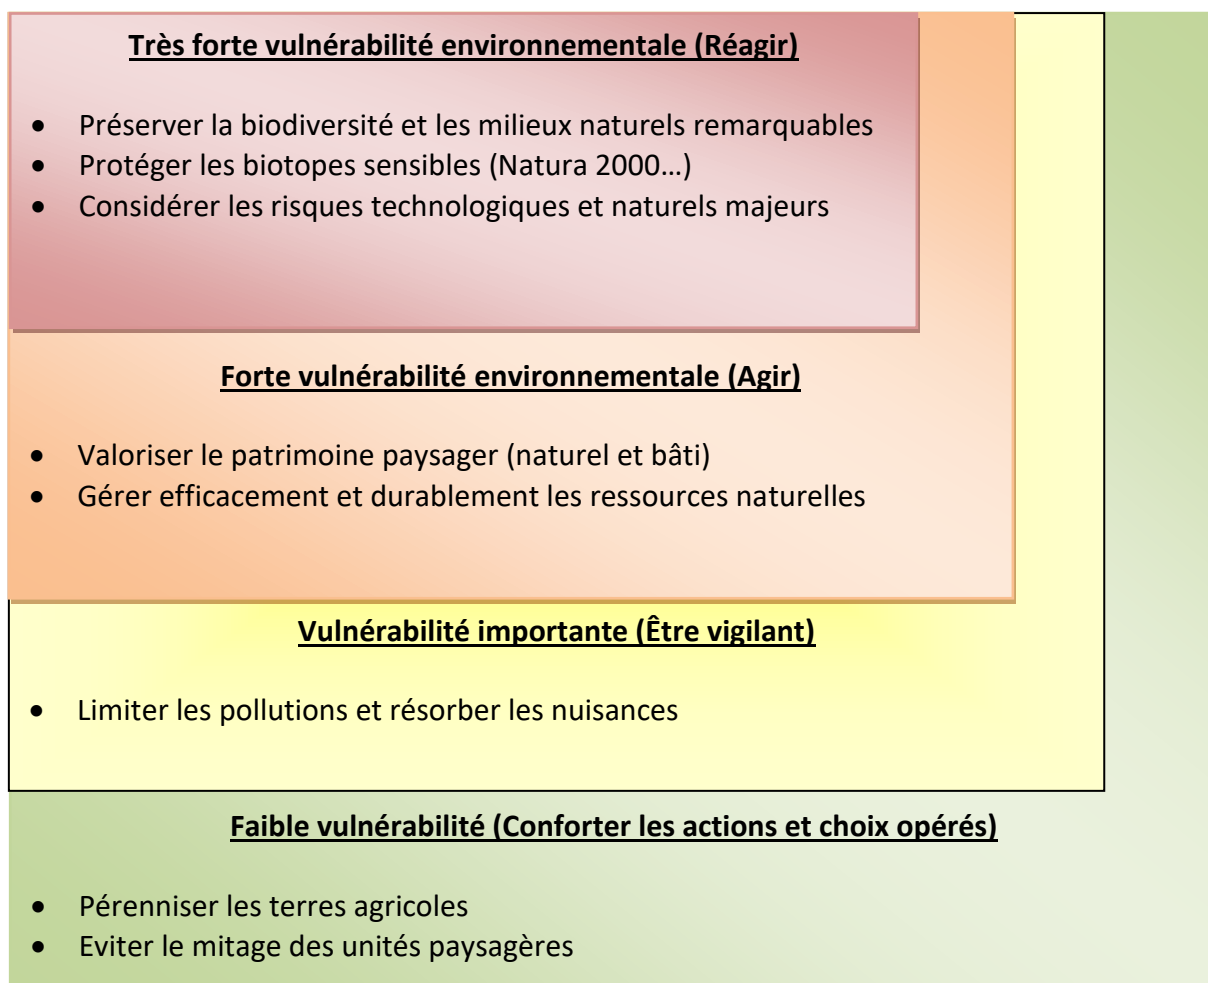 Très forte vulnérabilité environnementale (Réagir)
• Préserver la biodiversité et les milieux naturels remarquables
• Protéger les biotopes sensibles (Natura 2000…)
• Considérer les risques technologiques et naturels majeurs
Forte vulnérabilité environnementale (Agir)
• Valoriser le patrimoine paysager (naturel et bâti)
• Gérer efficacement et durablement les ressources naturelles
Vulnérabilité importante (Être vigilant)
• Limiter les pollutions et résorber les nuisances
Faible vulnérabilité (Conforter les actions et choix opérés)
• Pérenniser les terres agricoles
• Eviter le mitage des unités paysagères